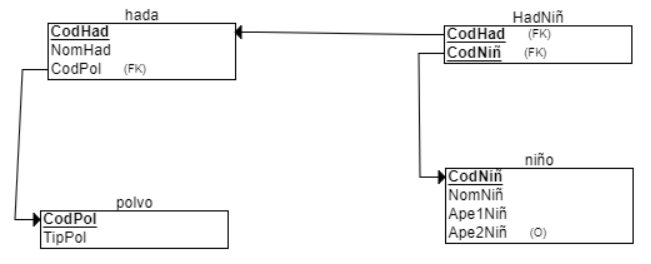 hada
CodHad
NomHad
CodPol (FK)
HadNiñ
CodHad (FK)
CodNiñ (FK)
polvo
CodPol
TipPol
niño
CodNiñ
NomNiñ
Ape1Niñ
Ape2Niñ (O)